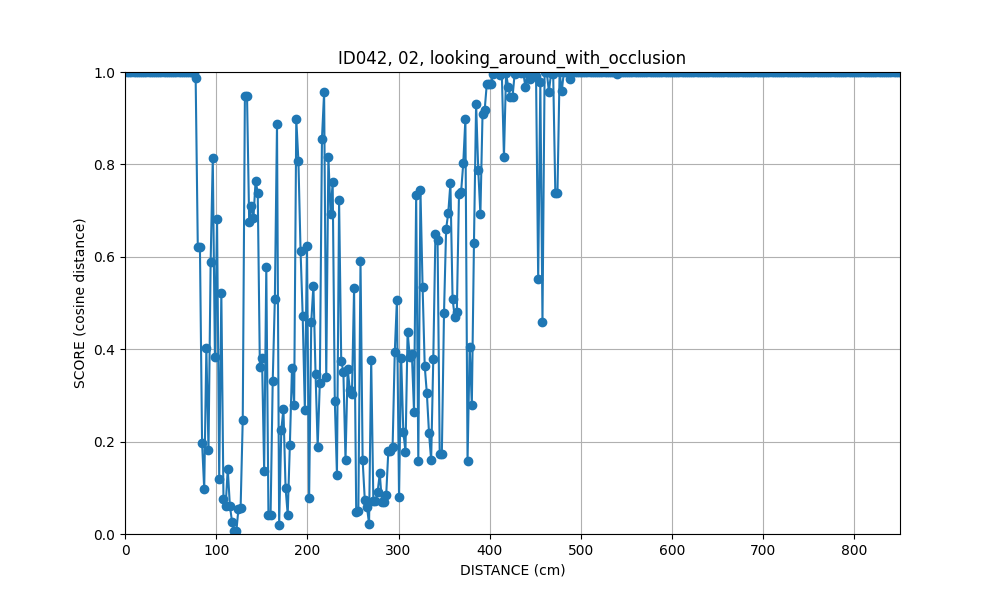 ID042, 02, looking_around_with_occlusion
SCORE (cosine distance)
1.0
0.8
0.6
0.4
0.2
0.0
0 100 200 300 400 500 600 700 800
DISTANCE (cm)